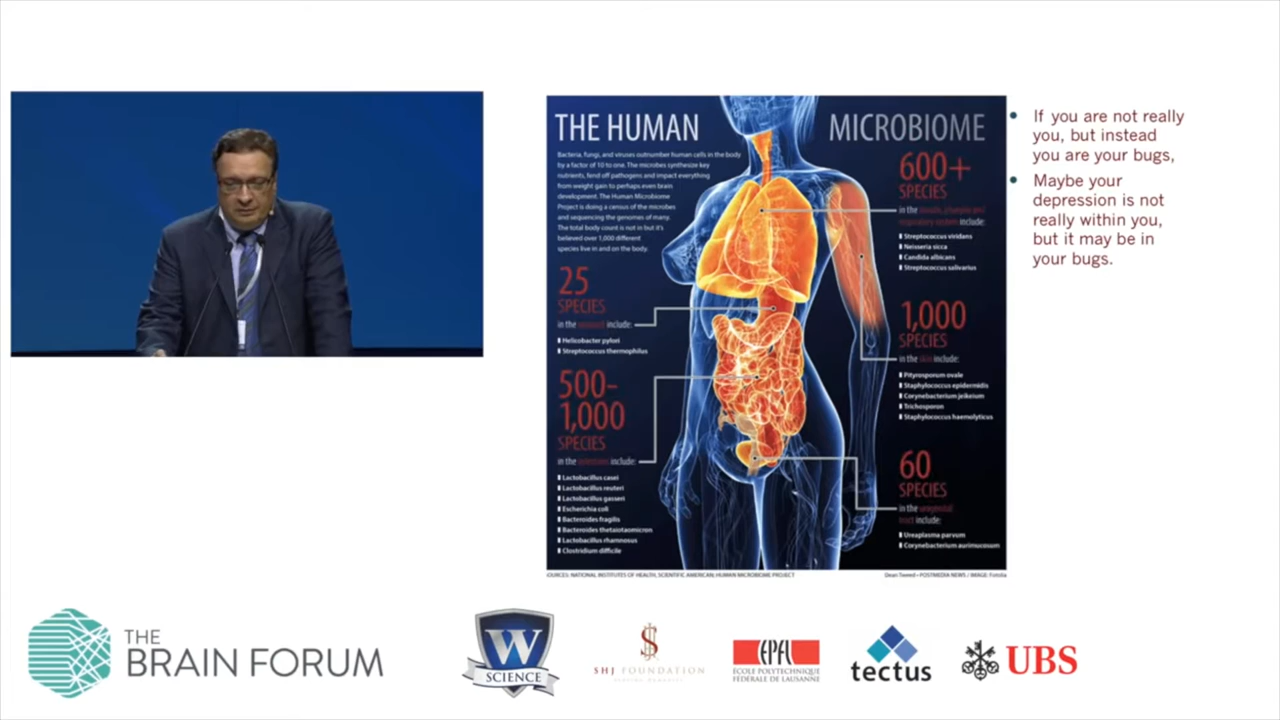 THE HUMAN MICROBIOME
Bacteria, fungi, and viruses outnumber human cells in the body
by a factor of 10 to one. The microbes synthesize key
nutrients, fend off pathogens and impact everything
from weight gain to perhaps even brain
development. The Human Microbiome
Project is doing a census of the microbes
and sequencing the genomes of many.
The total body count is not in but it's
believed over 1,000 different
species live in and on the body.
25
SPECIES
in the stomach include:
Helicobacter pylori
Streptococcus thermophilus
500-
1,000
SPECIES
in the intestines include:
Lactobacillus casei
Lactobacillus reuteri
Lactobacillus gasseri
Escherichia coli
Bacteroides fragilis
Bacteroides thetaiotaomicron
Lactobacillus rhamnosus
Clostridium difficile
600+
SPECIES
in the mouth, pharynx and
respiratory system include:
Streptococcus viridans
Neisseria sicca
Candida albicans
Streptococcus salivarius
1,000
SPECIES
in the skin include:
Pityrosporum ovale
Staphylococcus epidermidis
Corynebacterium jeikeium
Trichosporon
Staphylococcus haemolyticus
60
SPECIES
in the urogenital
tract include:
Ureaplasma parvum
Corynebacterium aurimucosum
OURCES: NATIONAL INSTITUTES OF HEALTH, SCIENTIFIC AMERICAN; HUMAN MICROBIOME PROJECT
• POSTMEDIA NEWS / IMAGE: Fotolia
• If you are not really
you, but instead
you are your bugs,
• Maybe your
depression is not
really within you,
but it may be in
your bugs.
THE
BRAIN FORUM
W
SCIENCE
SHJ FOUNDATION
EPFL
ECOLE POLYTECHNIQUE
FÉDÉRALE DE LAUSANNE
tectus
UBS